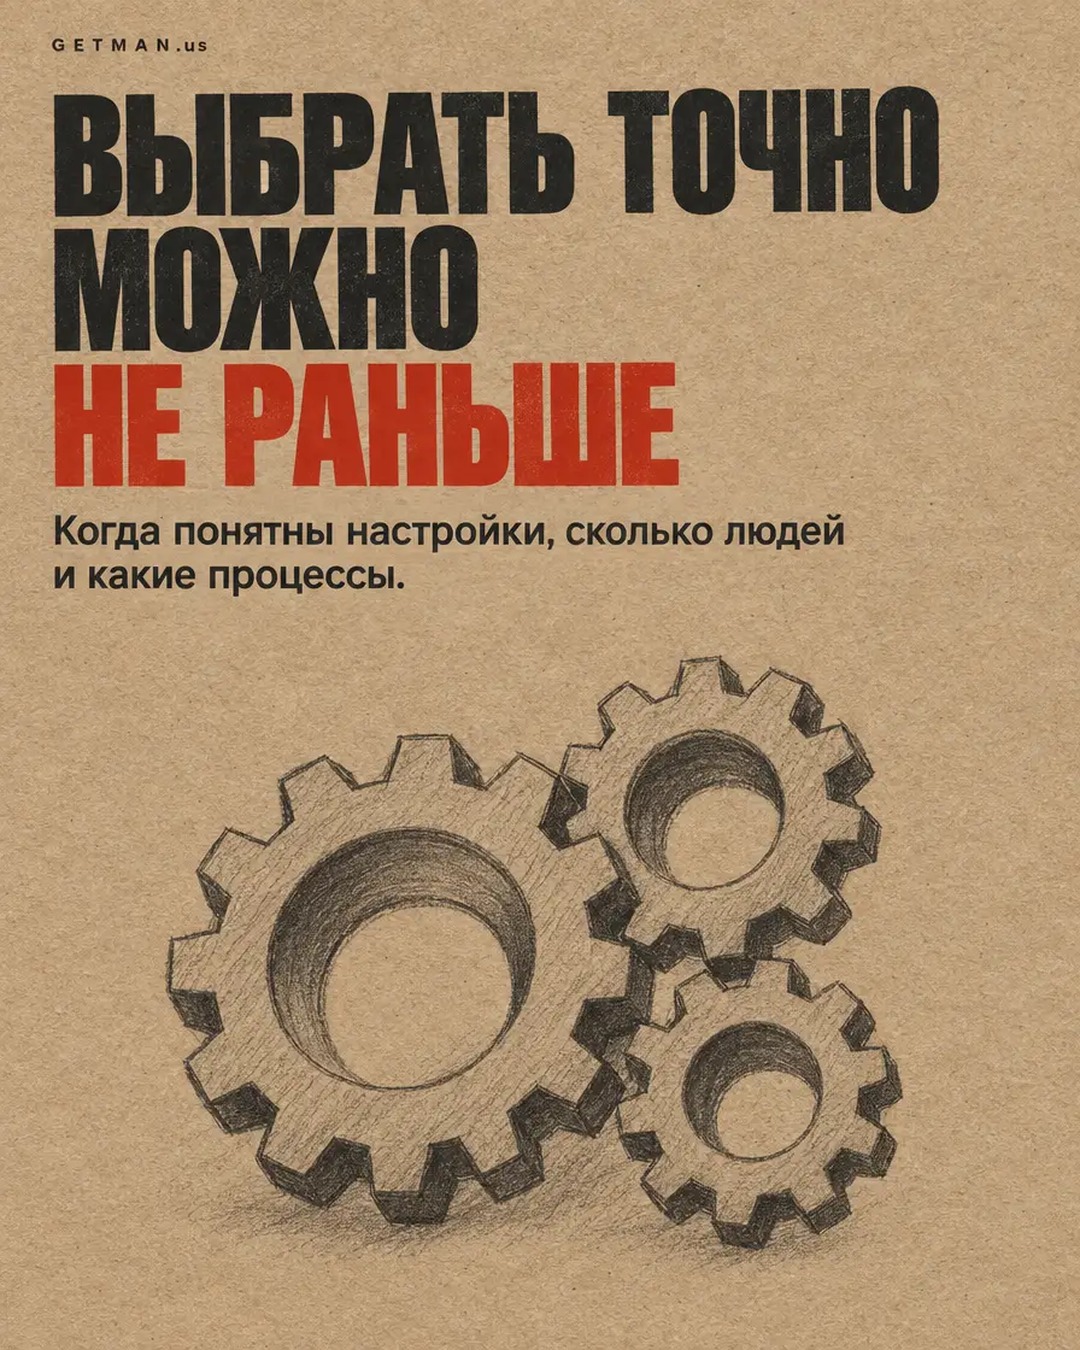 GETMAN.us
ВЫБРАТЬ ТОЧНО
МОЖНО
НЕ РАНЬШЕ
Когда понятны настройки, сколько людей
и какие процессы.